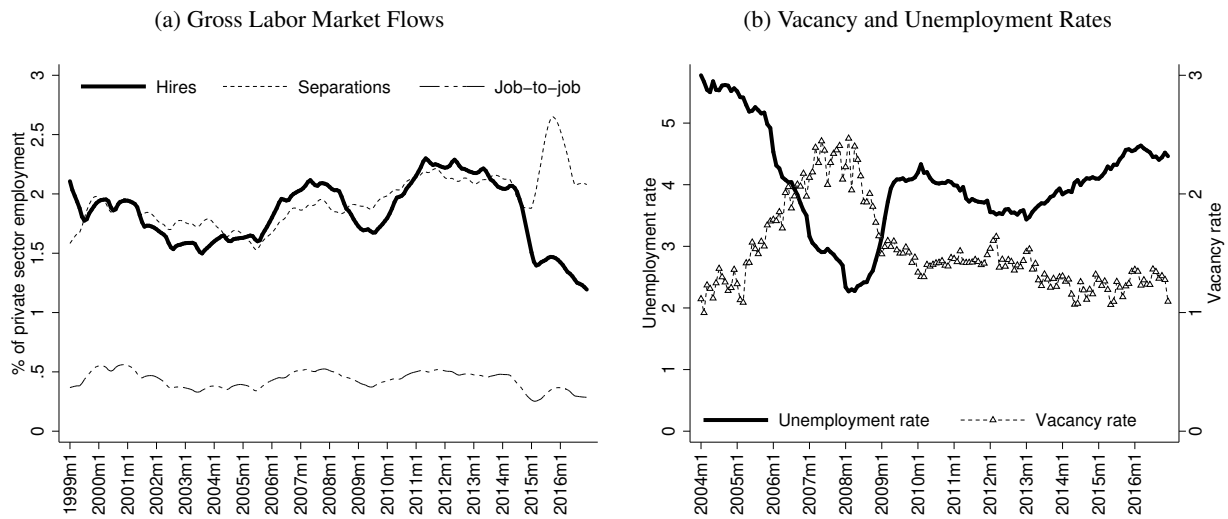 (a) Gross Labor Market Flows
3
2.5
2
1.5
1
.5
0
% of private sector employment
Hires
Separations
Job−to−job
1999m1
2000m1
2001m1
2002m1
2003m1
2004m1
2005m1
2006m1
2007m1
2008m1
2009m1
2010m1
2011m1
2012m1
2013m1
2014m1
2015m1
2016m1
(b) Vacancy and Unemployment Rates
5
4
3
2
1
0
Unemployment rate
Unemployment rate
Vacancy rate
3
2
1
0
Vacancy rate
2004m1
2005m1
2006m1
2007m1
2008m1
2009m1
2010m1
2011m1
2012m1
2013m1
2014m1
2015m1
2016m1